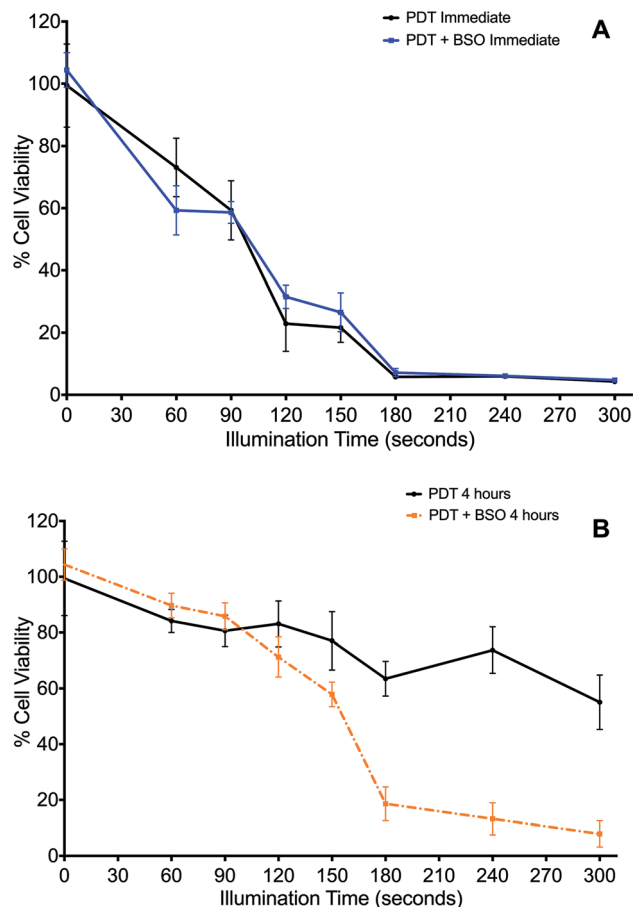 PDT Immediate
PDT + BSO Immediate
A
120
100
80
60
40
20
0
% Cell Viability
0 30 60 90 120 150 180 210 240 270 300
Illumination Time (seconds)
PDT 4 hours
PDT + BSO 4 hours
B
120
100
80
60
40
20
0
% Cell Viability
0 30 60 90 120 150 180 210 240 270 300
Illumination Time (seconds)